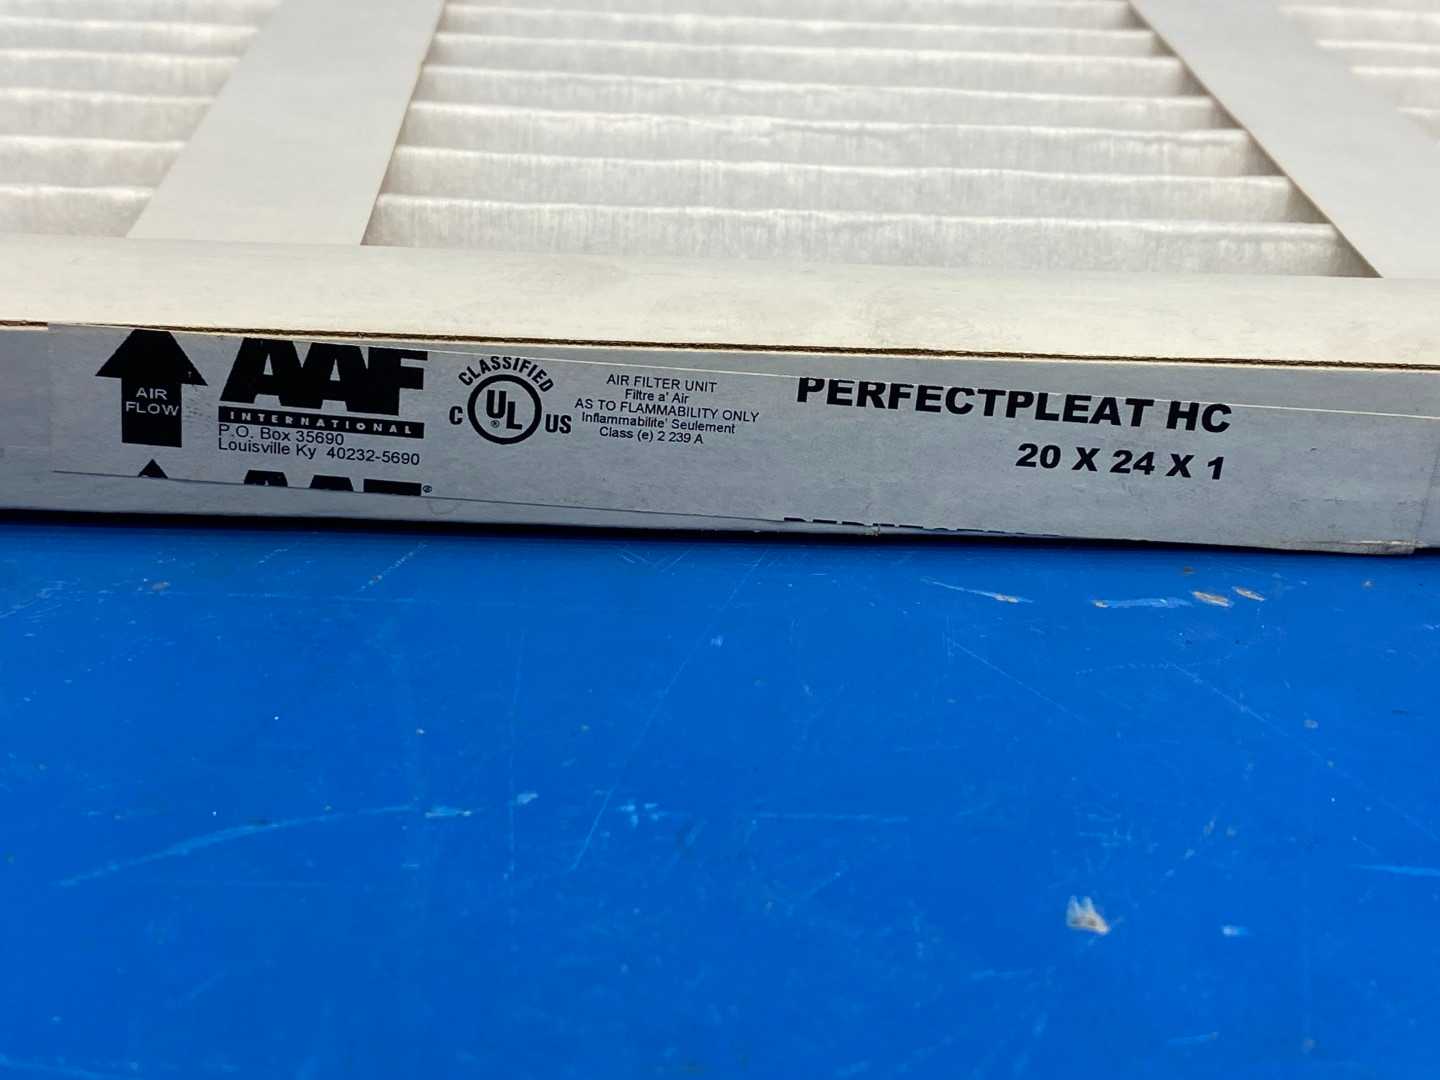 AIR
FLOW
AAF
INTERNATIONAL
P.O. Box 35690
Louisville Ky 40232-5690
CLASSIFIED
C UL US
®
AIR FILTER UNIT
Filtre a' Air
AS TO FLAMMABILITY ONLY
Inflammabilite' Seulement
Class (e) 2 239 A
PERFECTPLEAT HC
20 X 24 X 1
®